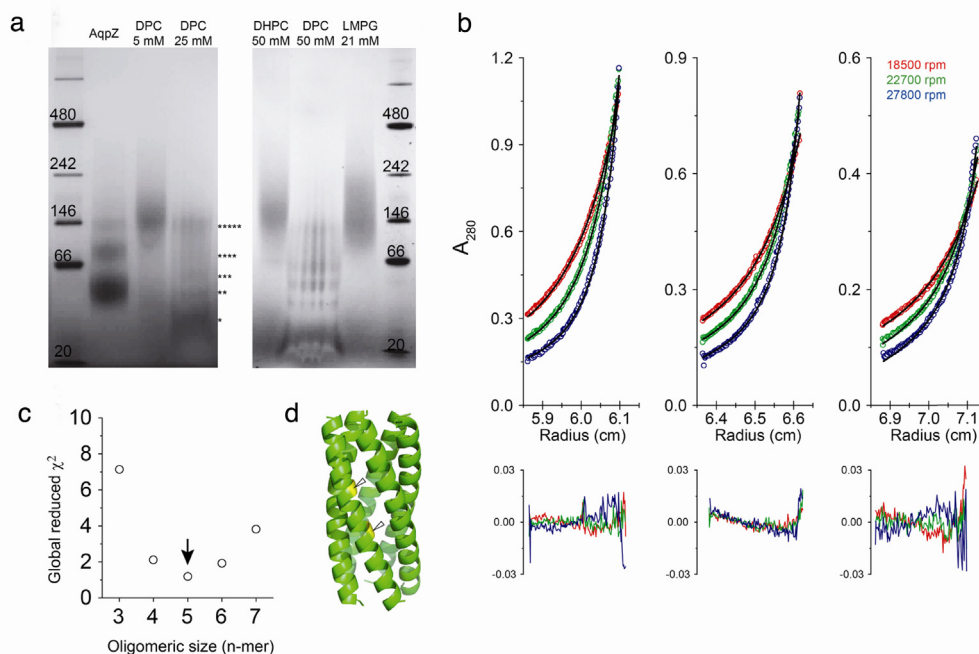 a
AqpZ
DPC
5 mM
DPC
25 mM
DHPC
50 mM
DPC
50 mM
LMPG
21 mM
480
242
146
66
20
*****
****
***
**
*
480
242
146
66
20
b
18500 rpm
22700 rpm
27800 rpm
A280
1.2
0.9
0.6
0.3
0.0
5.9 6.0 6.1
Radius (cm)
0.8
0.6
0.4
0.2
0.0
6.4 6.5 6.6
Radius (cm)
0.6
0.4
0.2
0.0
6.9 7.0 7.1
Radius (cm)
0.03
0.00
-0.03
0.03
0.00
-0.03
0.03
0.00
-0.03
c
Global reduced χ2
10
8
6
4
2
0
3 4 5 6 7
Oligomeric size (n-mer)
d